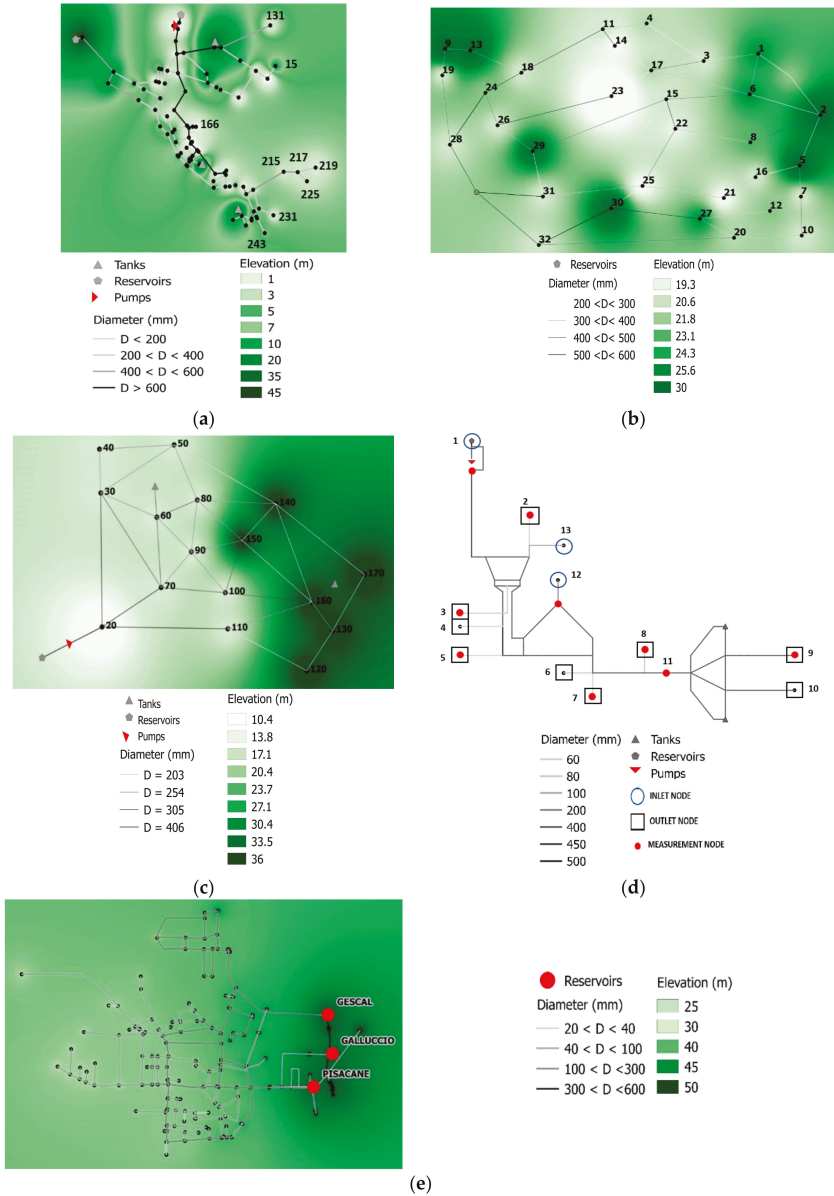 131
15
166
215
217
219
225
231
243
Tanks
Reservoirs
Pumps
Diameter (mm)
D < 200
200 < D < 400
400 < D < 600
D > 600
Elevation (m)
1
3
5
7
10
20
35
45
(a)
4
11
9
13
14
3
1
19
18
17
24
23
15
6
2
26
22
8
28
29
5
16
25
31
30
21
7
27
12
32
20
10
Reservoirs
Diameter (mm)
200 <D< 300
300 <D< 400
400 <D< 500
500 <D< 600
Elevation (m)
19.3
20.6
21.8
23.1
24.3
25.6
30
(b)
40
50
30
80
140
60
150
90
170
70
100
160
20
110
130
120
Tanks
Reservoirs
Pumps
Diameter (mm)
D = 203
D = 254
D = 305
D = 406
Elevation (m)
10.4
13.8
17.1
20.4
23.7
27.1
30.4
33.5
36
(c)
1
2
13
12
3
4
5
8
6
11
9
7
10
Diameter (mm)
60
80
100
200
400
450
500
Tanks
Reservoirs
Pumps
INLET NODE
OUTLET NODE
MEASUREMENT NODE
(d)
GESCAL
GALLUCCIO
PISACANE
Reservoirs
Diameter (mm)
20 < D < 40
40 < D < 100
100 < D <300
300 < D <600
Elevation (m)
25
30
40
45
50
(e)